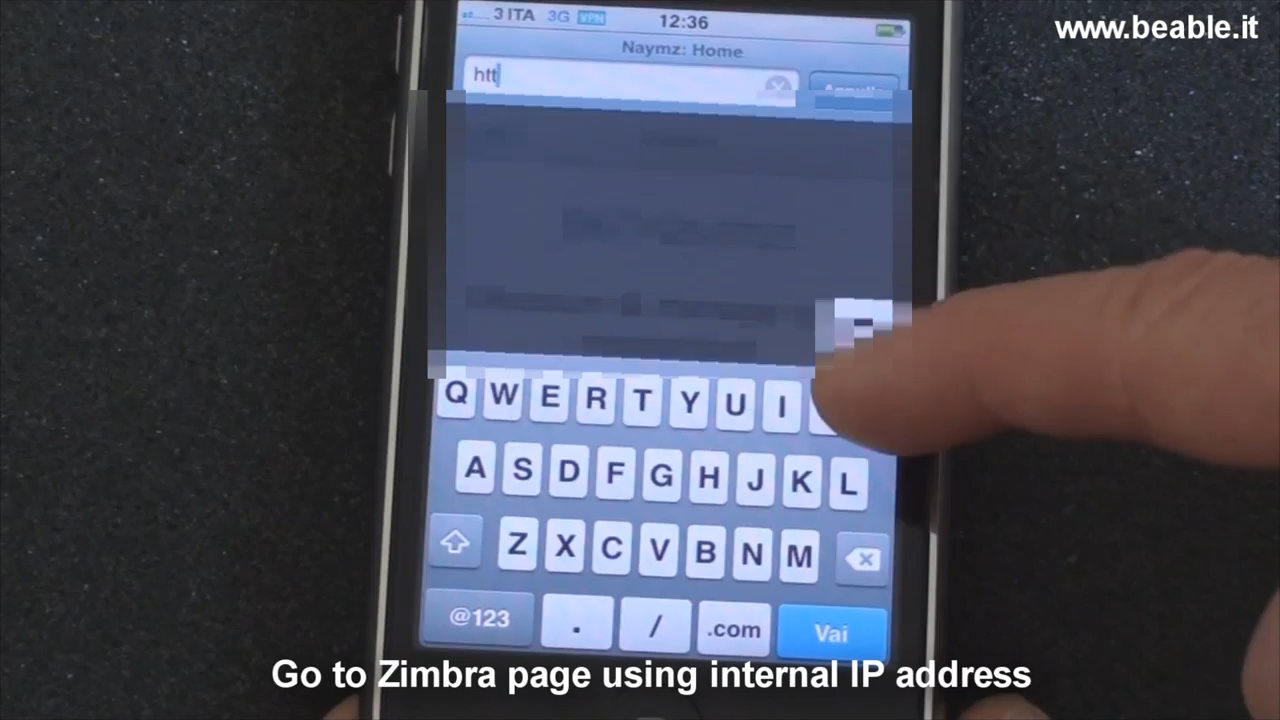 www.beable.it
3 ITA 3G VPN 12:36
Naymz: Home
htt
Q W E R T Y U I
A S D F G H J K L
Z X C V B N M
@123 . / .com Vai
Go to Zimbra page using internal IP address